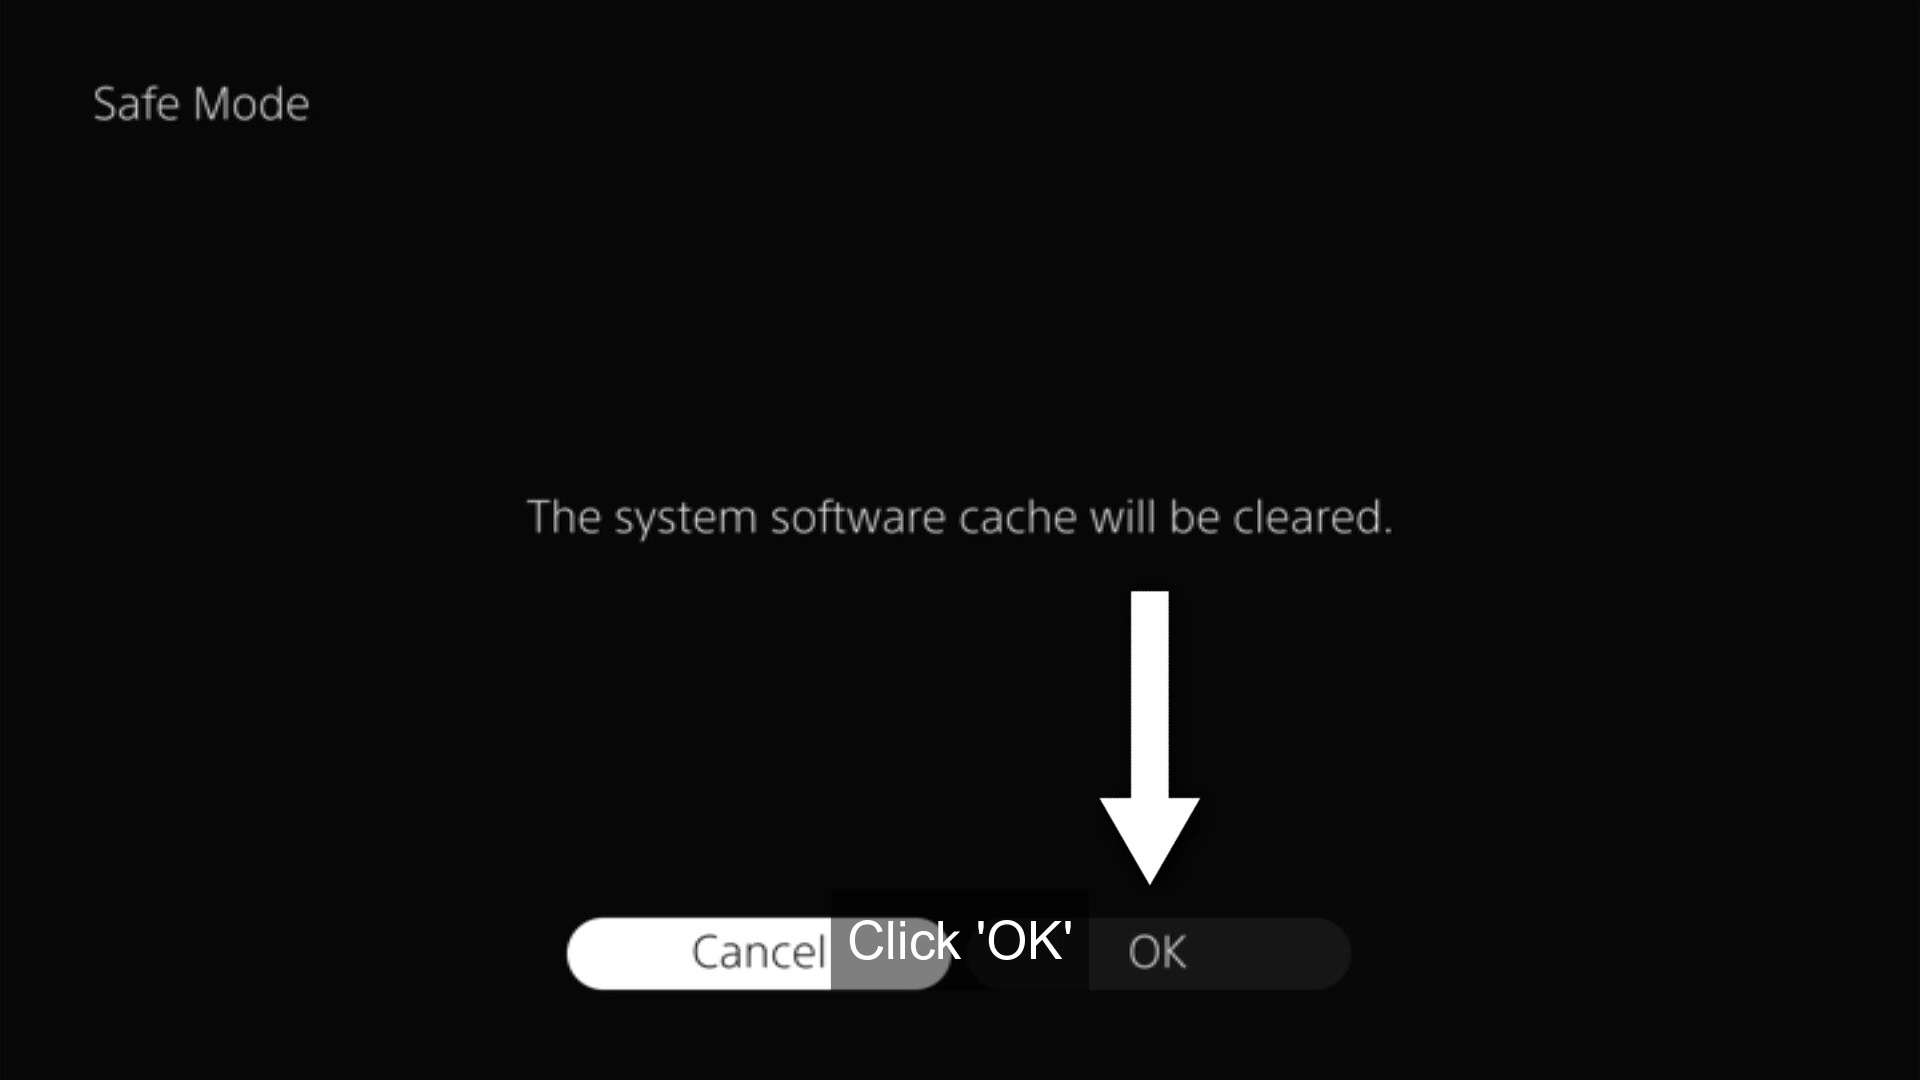 Safe Mode
The system software cache will be cleared.
Cancel
Click 'OK'
OK